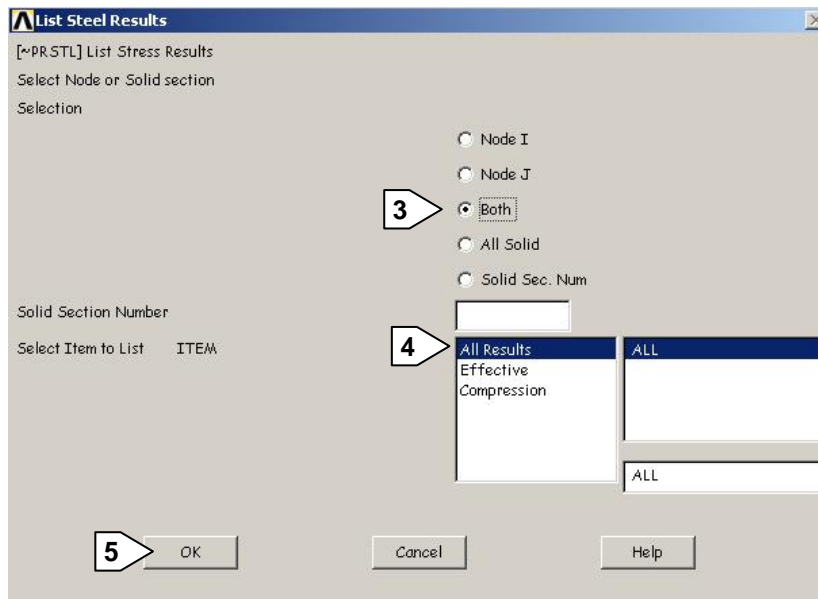 List Steel Results
[~PRSTL] List Stress Results
Select Node or Solid section
Selection
Node I
Node J
3
Both
All Solid
Solid Sec. Num
Solid Section Number
Select Item to List ITEM
4
All Results
Effective
Compression
ALL
ALL
5
OK
Cancel
Help